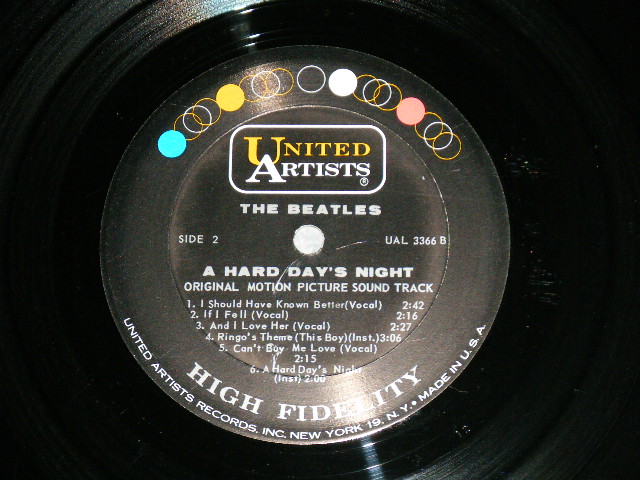 UNITED
ARTISTS®
THE BEATLES
SIDE 2
UAL 3366 B
A HARD DAY'S NIGHT
ORIGINAL MOTION PICTURE SOUND TRACK
1. I Should Have Known Better (Vocal) 2:42
2. If I Fell (Vocal) 2:16
3. And I Love Her (Vocal) 2:27
4. Ringo's Theme (This Boy) (Inst.) 3:06
5. Can't Buy Me Love (Vocal)
2:15
6. A Hard Day's Night
(Inst) 2:00
HIGH FIDELITY
UNITED ARTISTS RECORDS, INC. NEW YORK 19, N.Y. • MADE IN U.S.A.